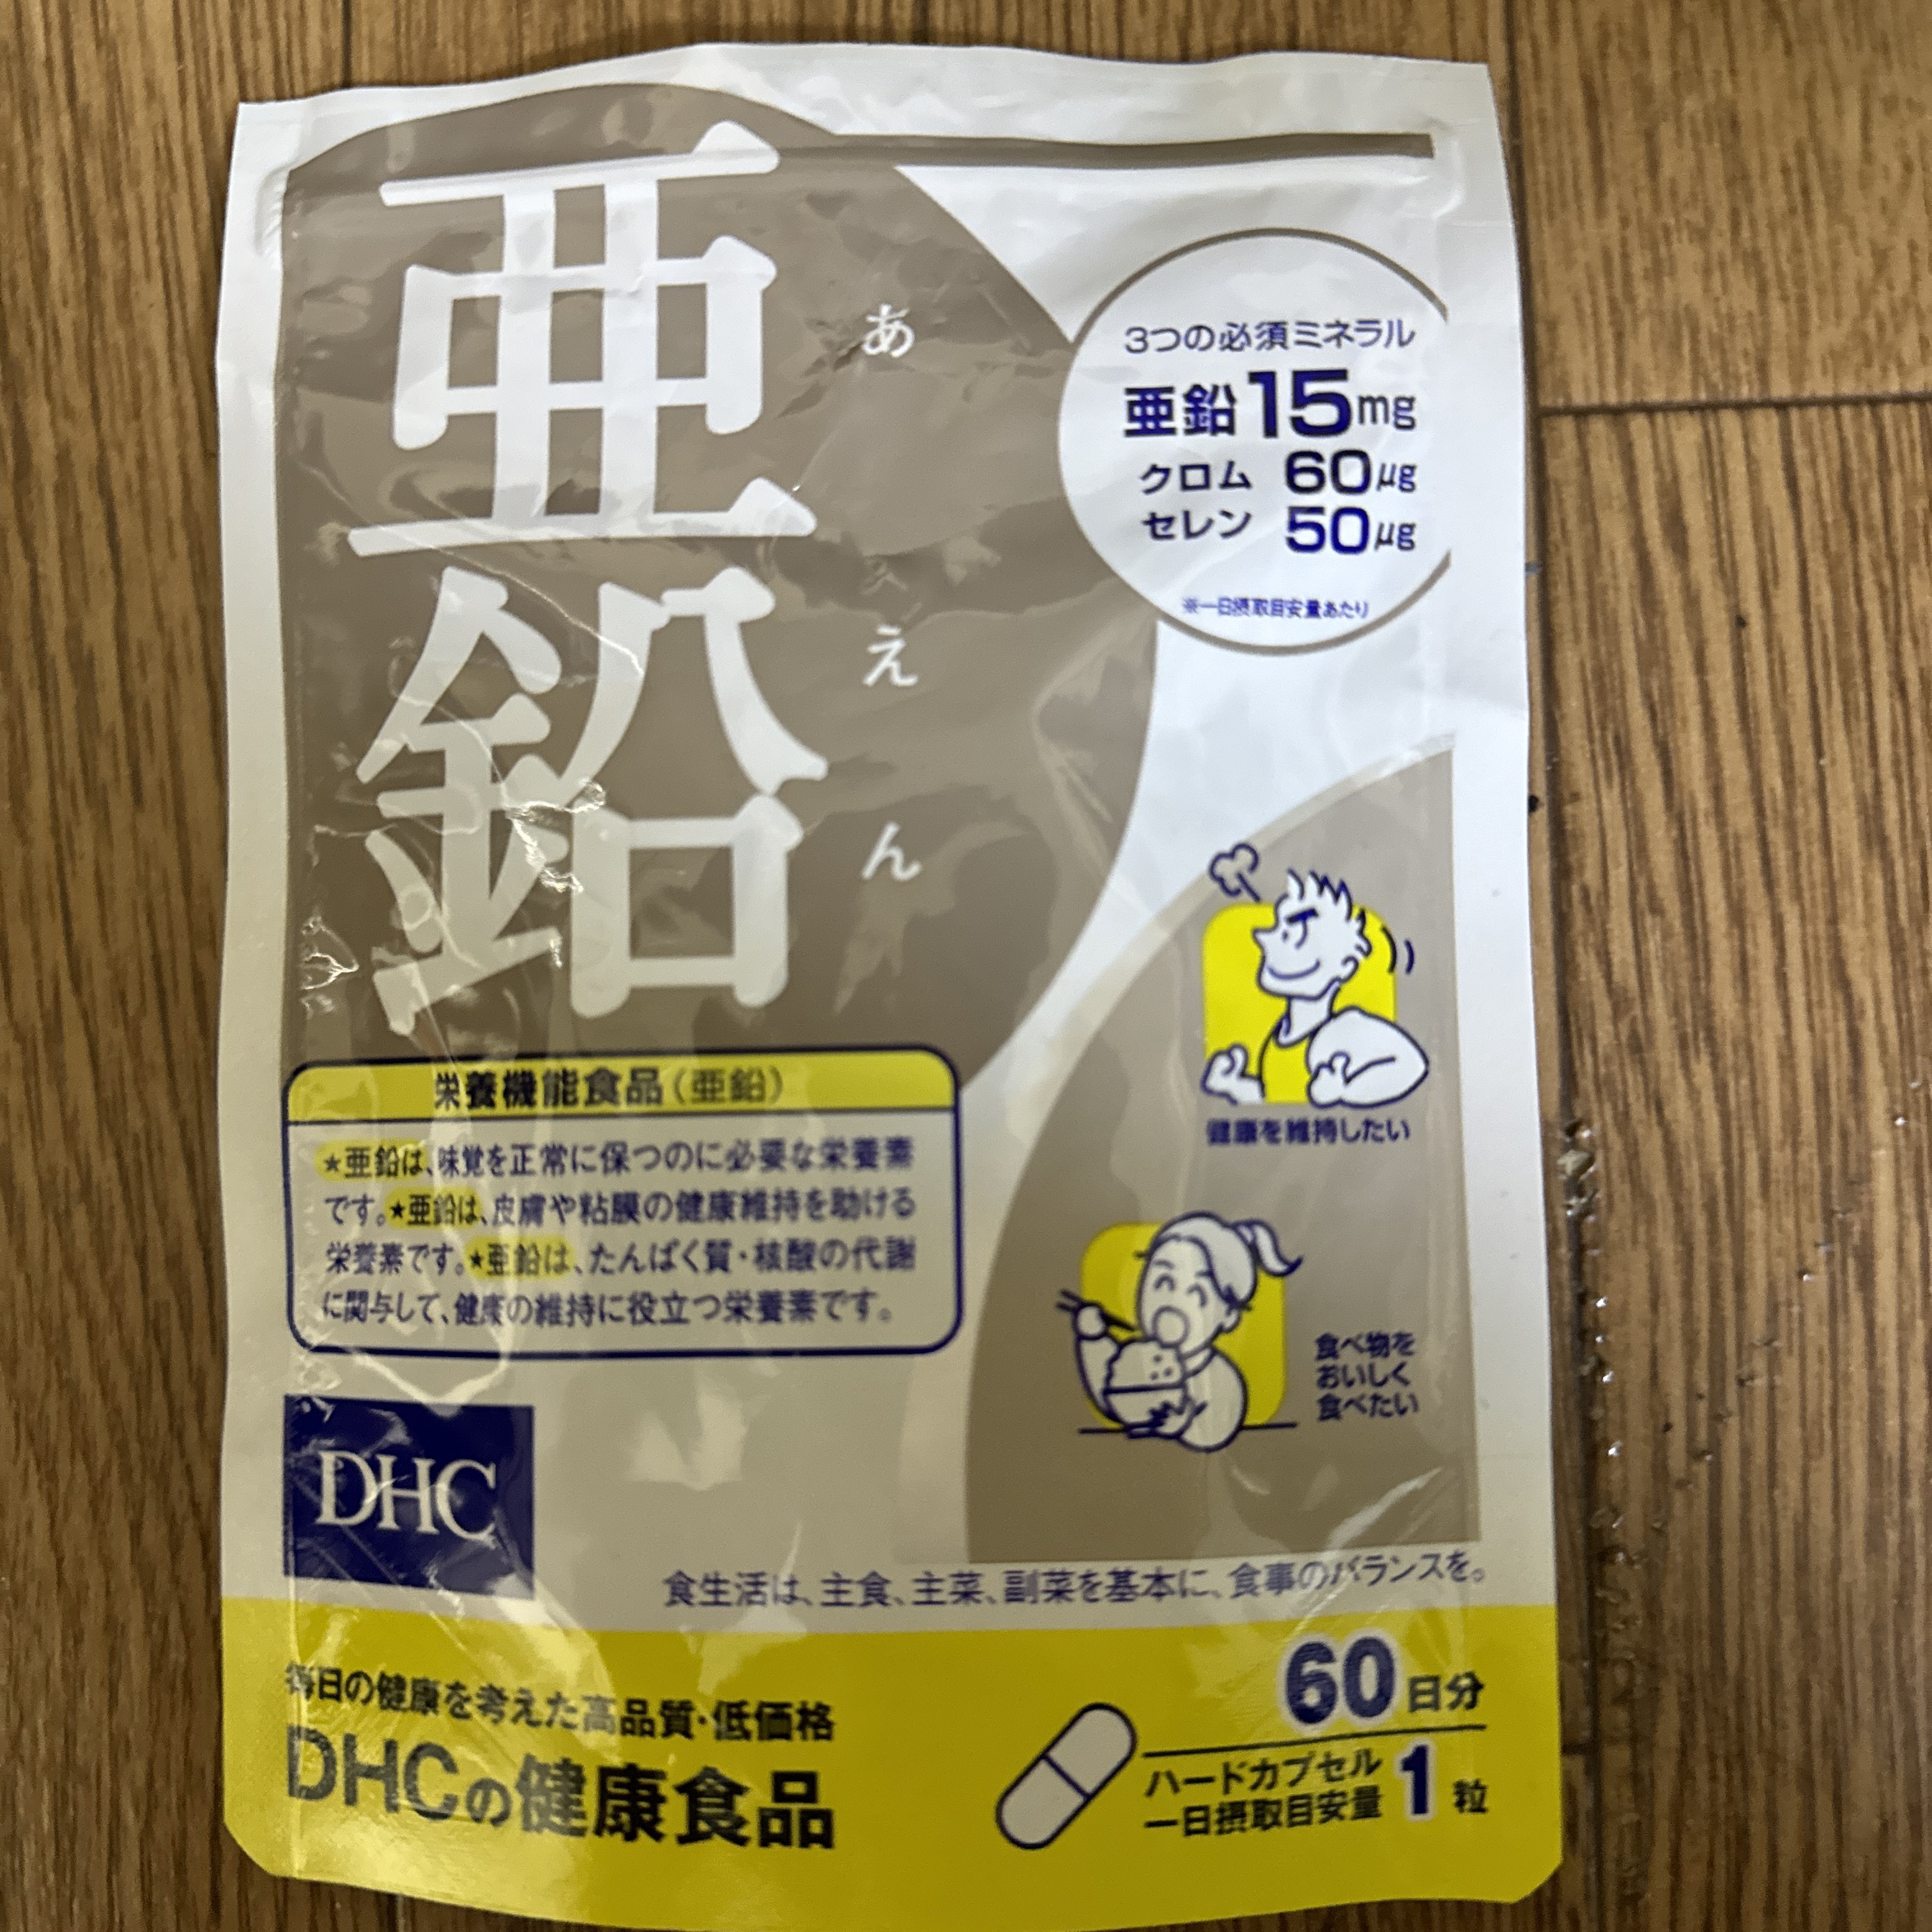 亜鉛
あえん
3つの必須ミネラル
亜鉛 15mg
クロム 60μg
セレン 50μg
※一日摂取目安量あたり
健康を維持したい
栄養機能食品(亜鉛)
★亜鉛は、味覚を正常に保つのに必要な栄養素
です。★亜鉛は、皮膚や粘膜の健康維持を助ける
栄養素です。★亜鉛は、たんぱく質・核酸の代謝
に関与して、健康の維持に役立つ栄養素です。
食べ物を
おいしく
食べたい
DHC
食生活は、主食、主菜、副菜を基本に、食事のバランスを。
毎日の健康を考えた高品質・低価格
DHCの健康食品
60日分
ハードカプセル
一日摂取目安量 1粒